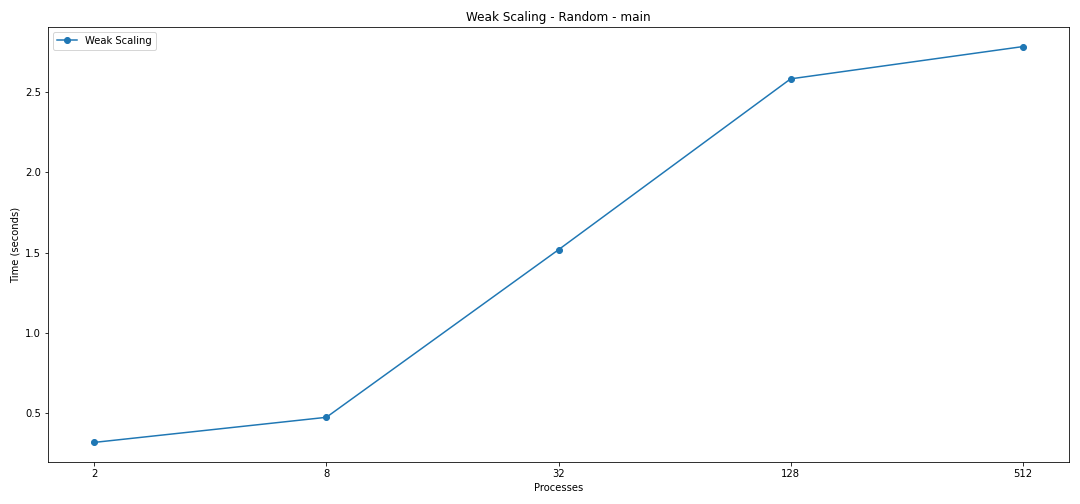 Weak Scaling - Random - main
Weak Scaling
Time (seconds)
2.5
2.0
1.5
1.0
0.5
2 8 32 128 512
Processes